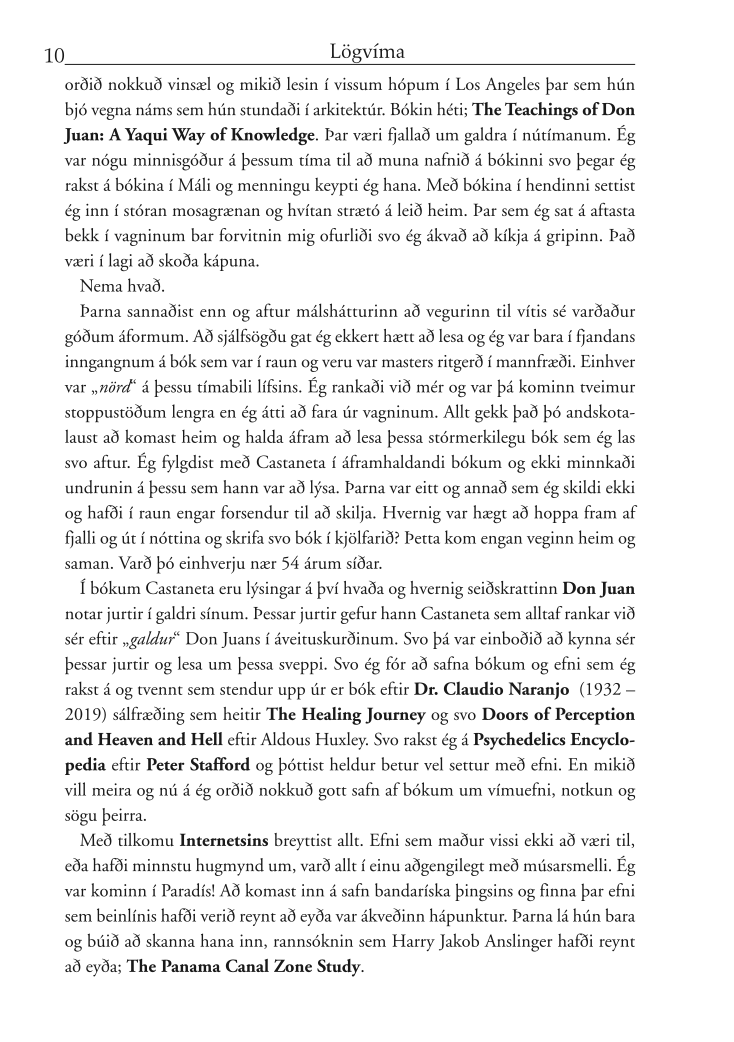 10 Lögvíma
orðið nokkuð vinsæl og mikið lesin í vissum hópum í Los Angeles þar sem hún
bjó vegna náms sem hún stundaði í arkitektúr. Bókin héti; The Teachings of Don
Juan: A Yaqui Way of Knowledge. Þar væri fjallað um galdra í nútímanum. Ég
var nógu minnisgóður á þessum tíma til að muna nafnið á bókinni svo þegar ég
rakst á bókina í Máli og menningu keypti ég hana. Með bókina í hendinni settist
ég inn í stóran mosagrænan og hvítan strætó á leið heim. Þar sem ég sat á aftasta
bekk í vagninum bar forvitnin mig ofurliði svo ég ákvað að kíkja á gripinn. Það
væri í lagi að skoða kápuna.
Nema hvað.
Þarna sannaðist enn og aftur málshátturinn að vegurinn til vítis sé varðaður
góðum áformum. Að sjálfsögðu gat ég ekkert hætt að lesa og ég var bara í fjandans
inngangnum á bók sem var í raun og veru var masters ritgerð í mannfræði. Einhver
var „nörd“ á þessu tímabili lífsins. Ég rankaði við mér og var þá kominn tveimur
stoppustöðum lengra en ég átti að fara úr vagninum. Allt gekk það þó andskota-
laust að komast heim og halda áfram að lesa þessa stórmerkilegu bók sem ég las
svo aftur. Ég fylgdist með Castaneta í áframhaldandi bókum og ekki minnkaði
undrunin á þessu sem hann var að lýsa. Þarna var eitt og annað sem ég skildi ekki
og hafði í raun engar forsendur til að skilja. Hvernig var hægt að hoppa fram af
fjalli og út í nóttina og skrifa svo bók í kjölfarið? Þetta kom engan veginn heim og
saman. Varð þó einhverju nær 54 árum síðar.
Í bókum Castaneta eru lýsingar á því hvaða og hvernig seiðskrattinn Don Juan
notar jurtir í galdri sínum. Þessar jurtir gefur hann Castaneta sem alltaf rankar við
sér eftir „galdur“ Don Juans í áveituskurðinum. Svo þá var einboðið að kynna sér
þessar jurtir og lesa um þessa sveppi. Svo ég fór að safna bókum og efni sem ég
rakst á og tvennt sem stendur upp úr er bók eftir Dr. Claudio Naranjo (1932 –
2019) sálfræðing sem heitir The Healing Journey og svo Doors of Perception
and Heaven and Hell eftir Aldous Huxley. Svo rakst ég á Psychedelics Encyclo-
pedia eftir Peter Stafford og þóttist heldur betur vel settur með efni. En mikið
vill meira og nú á ég orðið nokkuð gott safn af bókum um vímuefni, notkun og
sögu þeirra.
Með tilkomu Internetsins breyttist allt. Efni sem maður vissi ekki að væri til,
eða hafði minnstu hugmynd um, varð allt í einu aðgengilegt með músarsmelli. Ég
var kominn í Paradís! Að komast inn á safn bandaríska þingsins og finna þar efni
sem beinlínis hafði verið reynt að eyða var ákveðinn hápunktur. Þarna lá hún bara
og búið að skanna hana inn, rannsóknin sem Harry Jakob Anslinger hafði reynt
að eyða; The Panama Canal Zone Study.